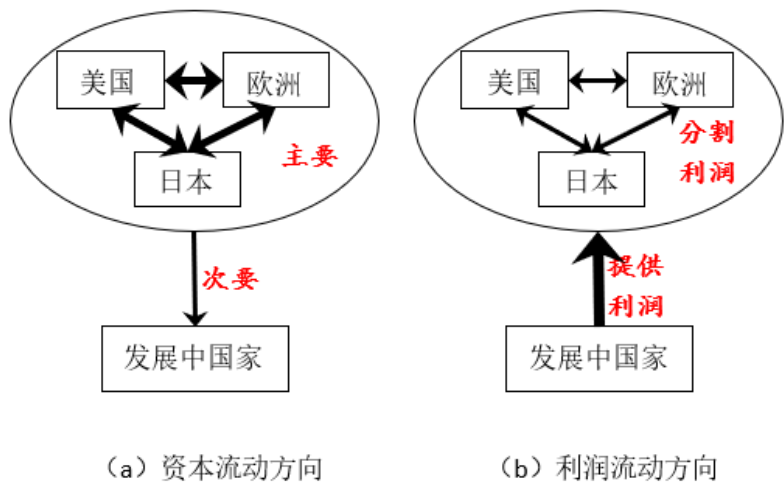 美国
欧洲
主要
日本
次要
发展中国家
（a）资本流动方向
美国
欧洲
分割
利润
日本
提供
利润
发展中国家
（b）利润流动方向